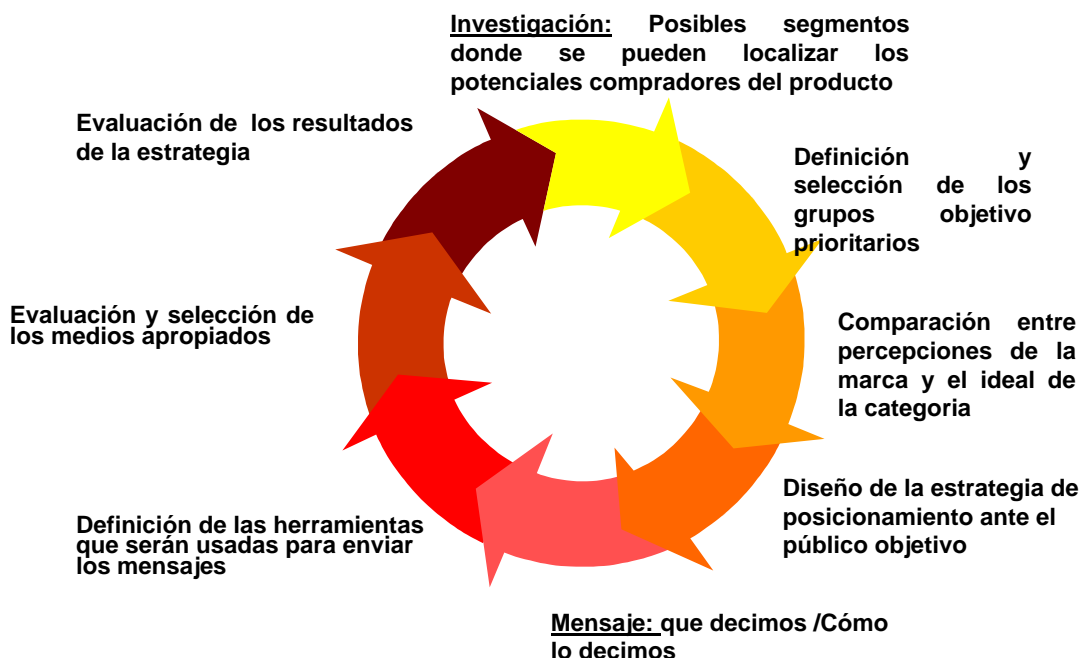 Investigación: Posibles segmentos
donde se pueden localizar los
potenciales compradores del producto
Definición y
selección de los
grupos objetivo
prioritarios
Comparación entre
percepciones de la
marca y el ideal de
la categoria
Diseño de la estrategia de
posicionamiento ante el
público objetivo
Mensaje: que decimos /Cómo
lo decimos
Definición de las herramientas
que serán usadas para enviar
los mensajes
Evaluación y selección de
los medios apropiados
Evaluación de los resultados
de la estrategia